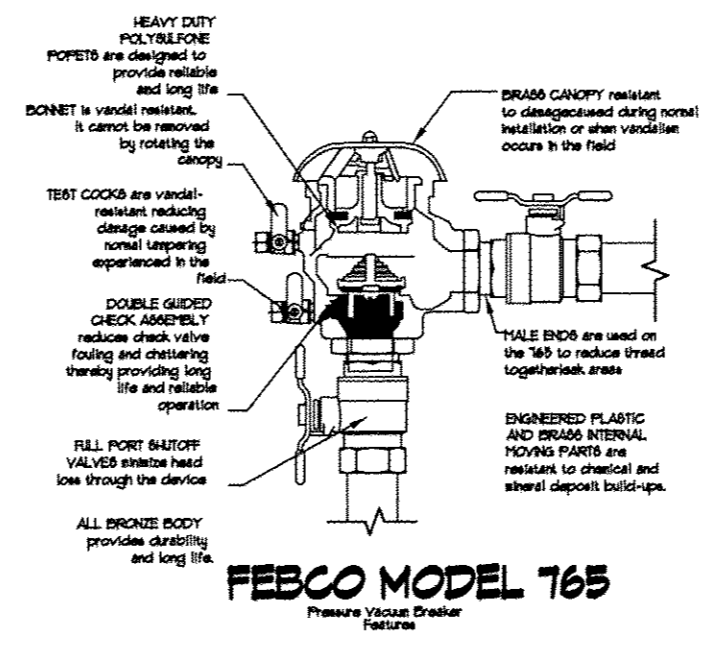 HEAVY DUTY
POLYSULFONE
POPETS are designed to
provide reliable
and long life
BONNET is vandal resistant.
it cannot be removed
by rotating the
canopy
TEST COCKS are vandal-
resistant reducing
damage caused by
normal tampering
experienced in the
field
DOUBLE GUIDED
CHECK ASSEMBLY
reduces check valve
fouling and chattering
thereby providing long
life and reliable
operation
FULL PORT SHUTOFF
VALVES minimize head
loss through the device
ALL BRONZE BODY
provides durability
and long life.
BRASS CANOPY resistant
to damagecaused during normal
installation or when vandalism
occurs in the field
MALE ENDS are used on
the 765 to reduce thread
togetherleak areas
ENGINEERED PLASTIC
AND BRASS INTERNAL
MOVING PARTS are
resistant to chemical and
mineral deposit build-ups.
FEBCO MODEL 765
Pressure Vacuum Breaker
Features